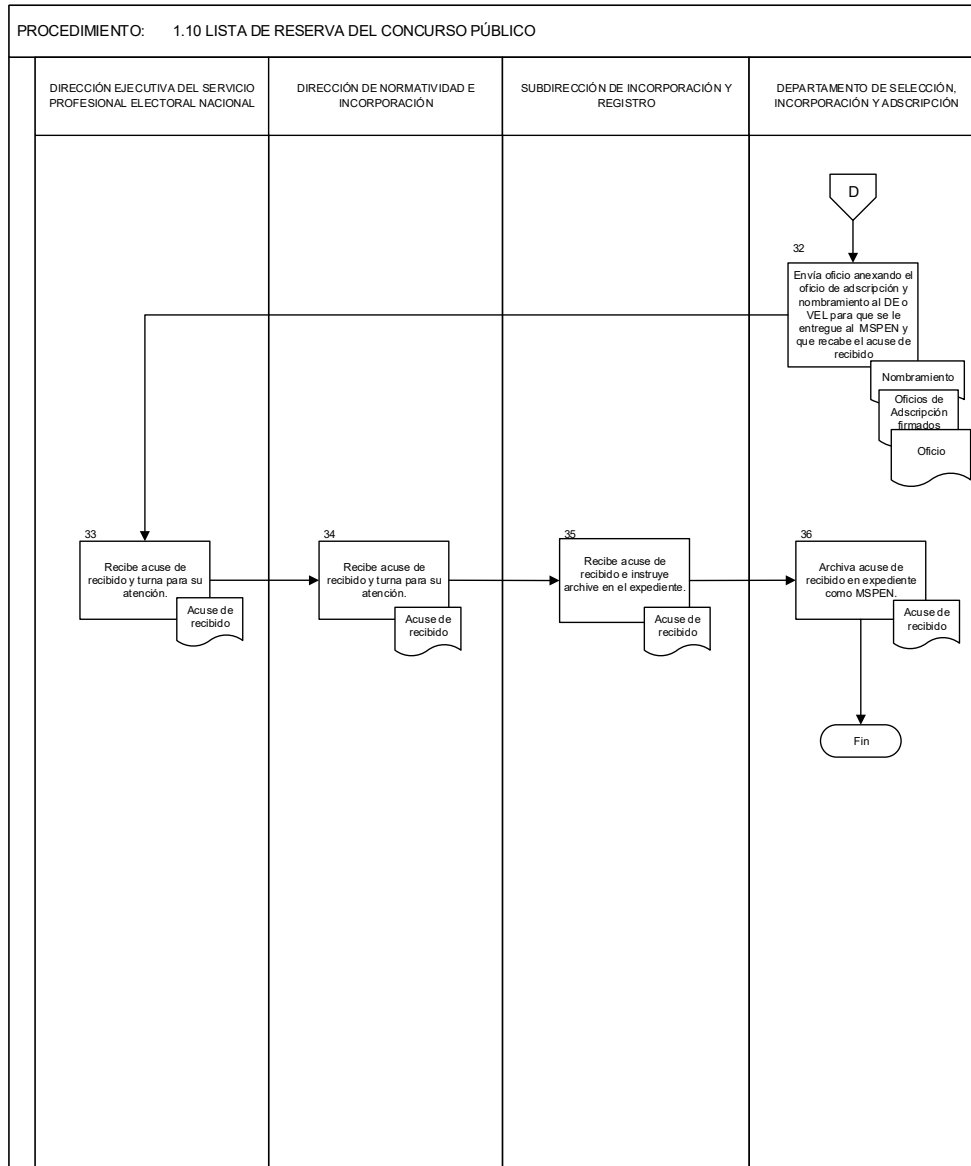 PROCEDIMIENTO: 1.10 LISTA DE RESERVA DEL CONCURSO PÚBLICO
DIRECCIÓN EJECUTIVA DEL SERVICIO
PROFESIONAL ELECTORAL NACIONAL
DIRECCIÓN DE NORMATIVIDAD E
INCORPORACIÓN
SUBDIRECCIÓN DE INCORPORACIÓN Y
REGISTRO
DEPARTAMENTO DE SELECCIÓN,
INCORPORACIÓN Y ADSCRIPCIÓN
D
32
Envía oficio anexando el
oficio de adscripción y
nombramiento al DE o
VEL para que se le
entregue al MSPEN y
que recabe el acuse de
recibido
Nombramiento
Oficios de
Adscripción
firmados
Oficio
33
Recibe acuse de
recibido y turna para su
atención.
Acuse de
recibido
34
Recibe acuse de
recibido y turna para su
atención.
Acuse de
recibido
35
Recibe acuse de
recibido e instruye
archive en el expediente.
Acuse de
recibido
36
Archiva acuse de
recibido en expediente
como MSPEN.
Acuse de
recibido
Fin